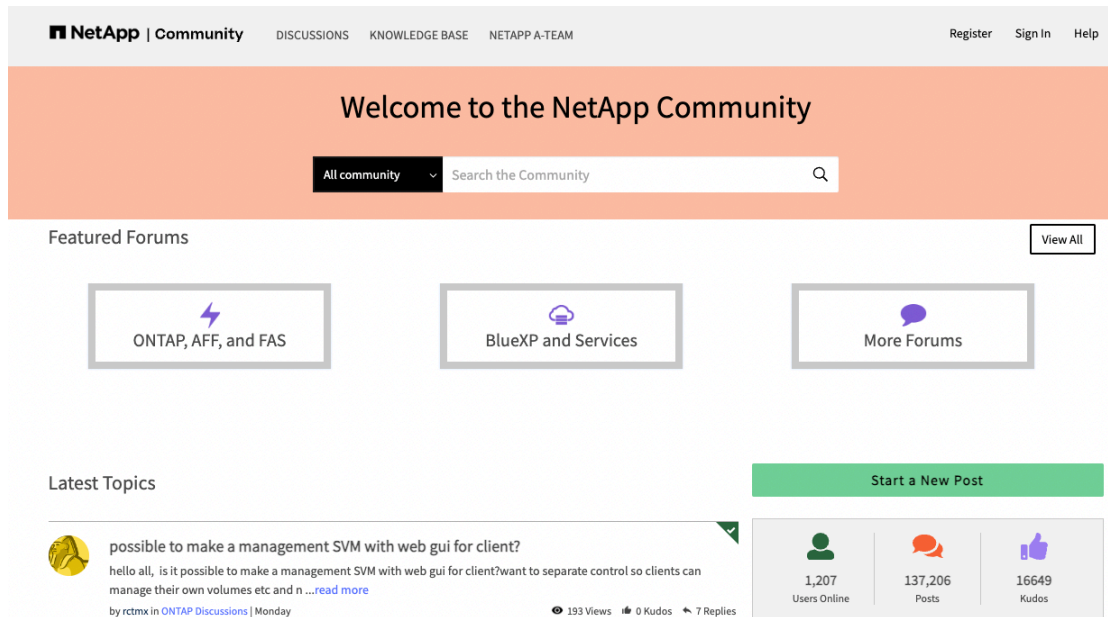 NetApp | Community DISCUSSIONS KNOWLEDGE BASE NETAPP A-TEAM Register Sign In Help
Welcome to the NetApp Community
All community Search the Community
Featured Forums View All
ONTAP, AFF, and FAS BlueXP and Services More Forums
Latest Topics
Start a New Post
possible to make a management SVM with web gui for client?
hello all, is it possible to make a management SVM with web gui for client?want to separate control so clients can
manage their own volumes etc and n ...read more
by rctmx in ONTAP Discussions | Monday 193 Views 0 Kudos 7 Replies
1,207 137,206 16649
Users Online Posts Kudos